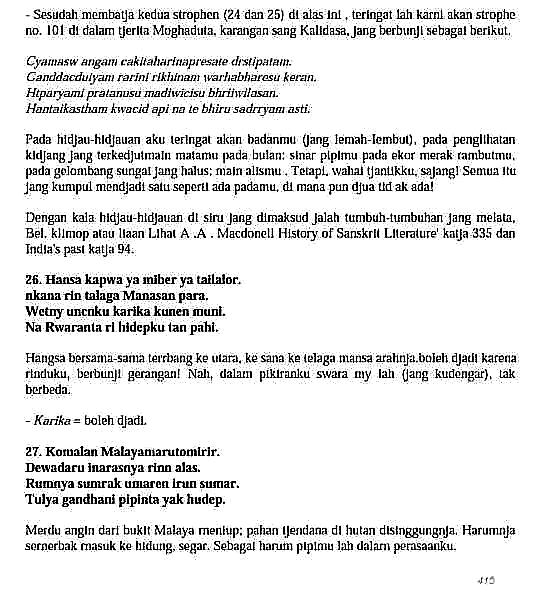 - Sesudah membatja kedua strophen (24 dan 25) di alas ini , teringat lah karni akan strophe
no. 101 di dalam tjerita Moghaduta, karangan sang Kalidasa, jang berbunji sebagai berikut.
Cyamasw angam cakitaharinapresate drstipatam.
Canddacdulyam rarini rikhinam warhabharesu keran.
Htparyami pratanusu madiwicisu bhriiwilasan.
Hantaikastham kwacid api na te bhiru sadrryam asti.
Pada hidjau-hidjauan aku teringat akan badanmu (jang lemah-lembut), pada penglihatan
kidjang jang terkedjutmain matamu pada bulan: sinar pipimu pada ekor merak rambutmu,
pada gelombang sungai jang halus: main alismu . Tetapi, wahai tjantikku, sajang! Semua itu
jang kumpul mendjadi satu seperti ada padamu, di mana pun djua tid ak ada!
Dengan kala hidjau-hidjauan di siru jang dimaksud jalah tumbuh-tumbuhan jang melata,
Bel. klimop atau liaan Lihat A .A . Macdonell History of Sanskrit Literature' katja 335 dan
India's past katja 94.
26. Hansa kapwa ya miber ya tailalor.
nkana rin talaga Manasan para.
Wetny uncnku karika kunen muni.
Na Rwaranta ri hidepku tan pahi.
Hangsa bersama-sama terrbang ke utara, ke sana ke telaga mansa arahnja.boleh djadi karena
rinduku, berbunji gerangan! Nah, dalam pikiranku swara my lah (jang kudengar), tak
berbeda.
- Karika = boleh djadi.
27. Komalan Malayamarutomirir.
Dewadaru inarasnya rinn alas.
Rumnya sumrak umaren irun sumar.
Tulya gandhani pipinta yak hudep.
Merdu angin dari bukit Malaya meniup; pahan tjendana di hutan disinggungnja. Harumnja
sernerbak masuk ke hidung, segar. Sebagai harum pipimu lah dalarn perasaanku.
415